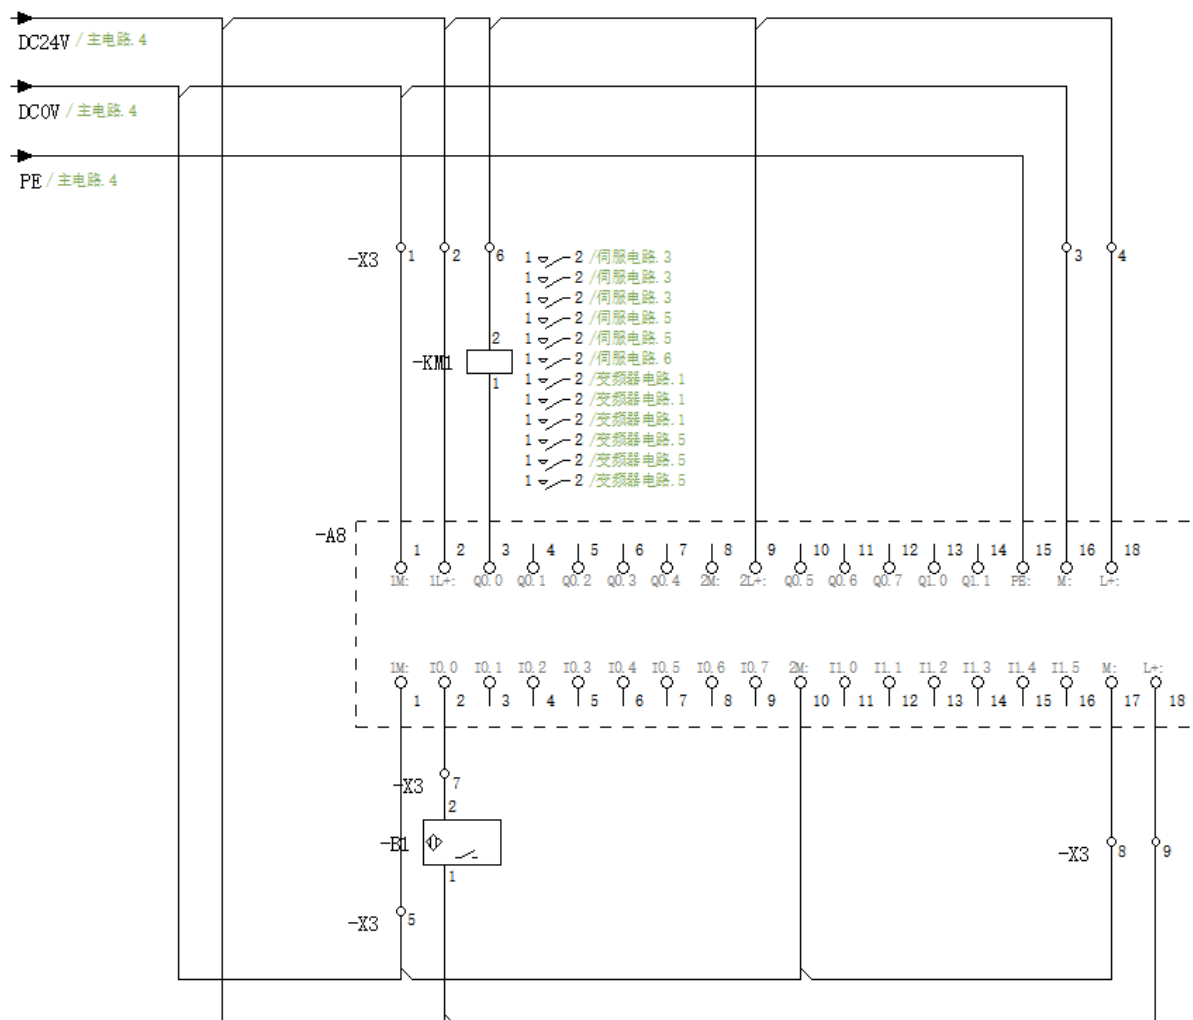 DC24V /主电路.4
DC0V /主电路.4
PE /主电路.4
-X3 1 2 6 3 4
1 2 /伺服电路.3
1 2 /伺服电路.3
1 2 /伺服电路.3
1 2 /伺服电路.5
1 2 /伺服电路.5
1 2 /伺服电路.6
1 2 /变频器电路.1
1 2 /变频器电路.1
1 2 /变频器电路.1
1 2 /变频器电路.5
1 2 /变频器电路.5
1 2 /变频器电路.5
2
-KM1
1
-A8
1 2 3 4 5 6 7 8 9 10 11 12 13 14 15 16 18
1M: 1L+: Q0.0 Q0.1 Q0.2 Q0.3 Q0.4 2M: 2L+: Q0.5 Q0.6 Q0.7 Q1.0 Q1.1 PE: M: L+:
1M: I0.0 I0.1 I0.2 I0.3 I0.4 I0.5 I0.6 I0.7 2M: I1.0 I1.1 I1.2 I1.3 I1.4 I1.5 M: L+:
1 2 3 4 5 6 7 8 9 10 11 12 13 14 15 16 17 18
-X3 7
2
-B1
1
-X3 8 9
-X3 5